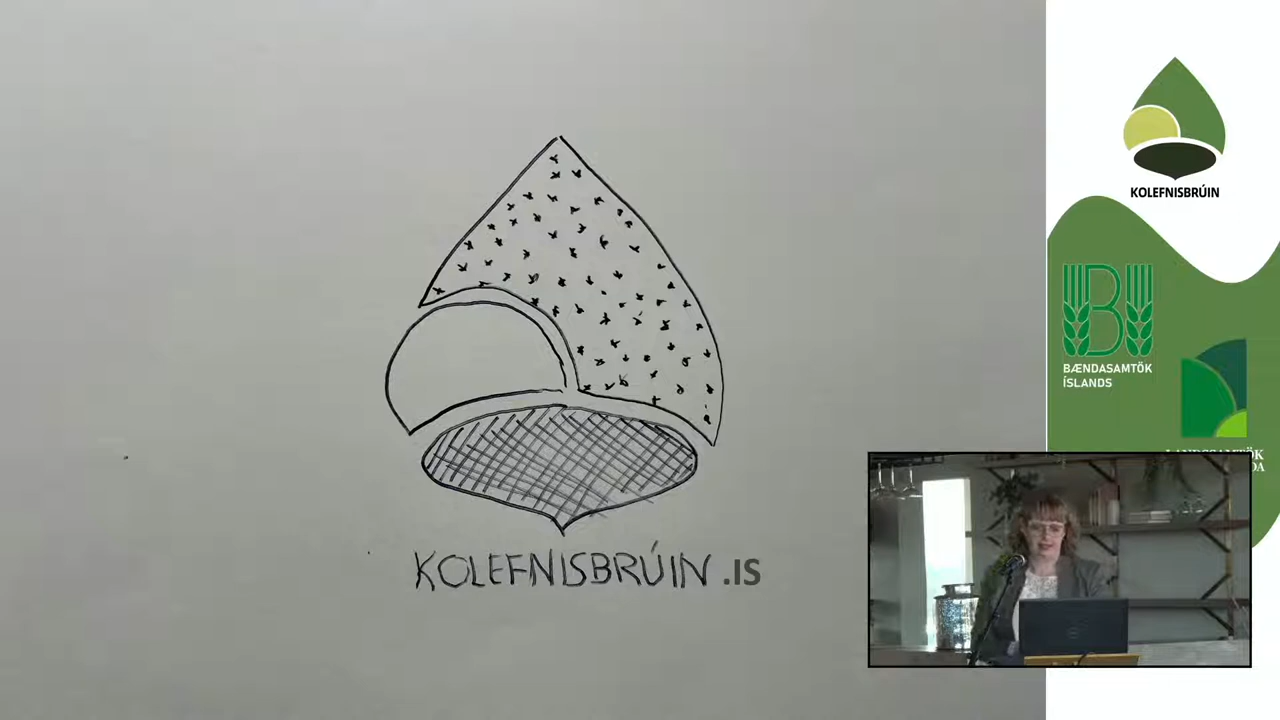 KOLEFNISBRÚIN .IS
KOLEFNISBRÚIN
BÆNDASAMTÖK
ÍSLANDS